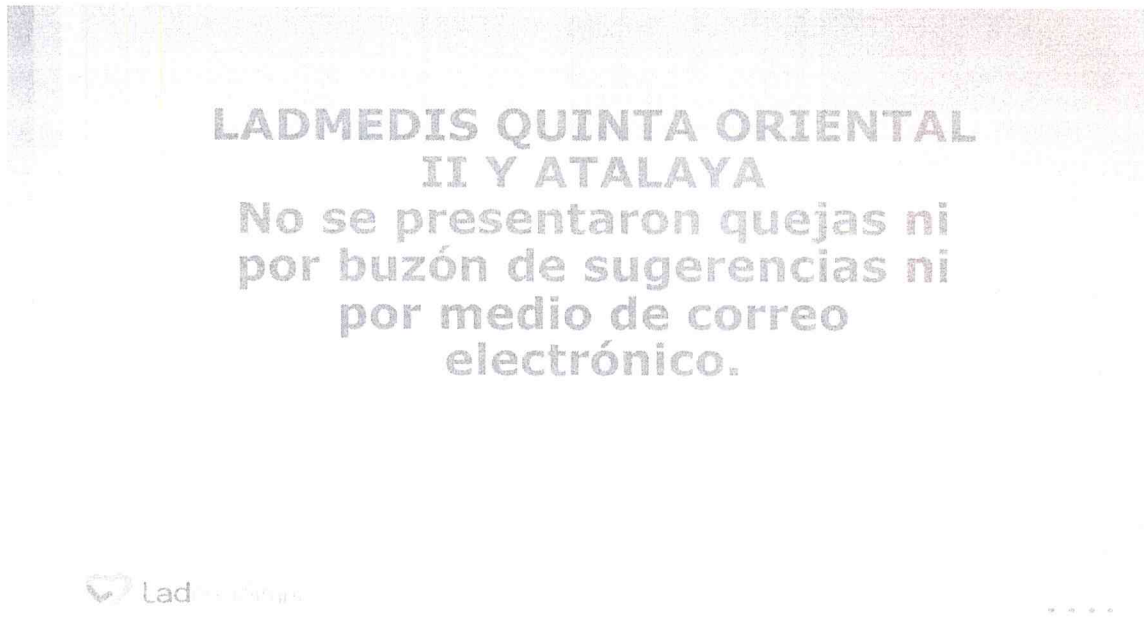 LADMEDIS QUINTA ORIENTAL
II Y ATALAYA
No se presentaron quejas ni
por buzón de sugerencias ni
por medio de correo
electrónico.
Lad